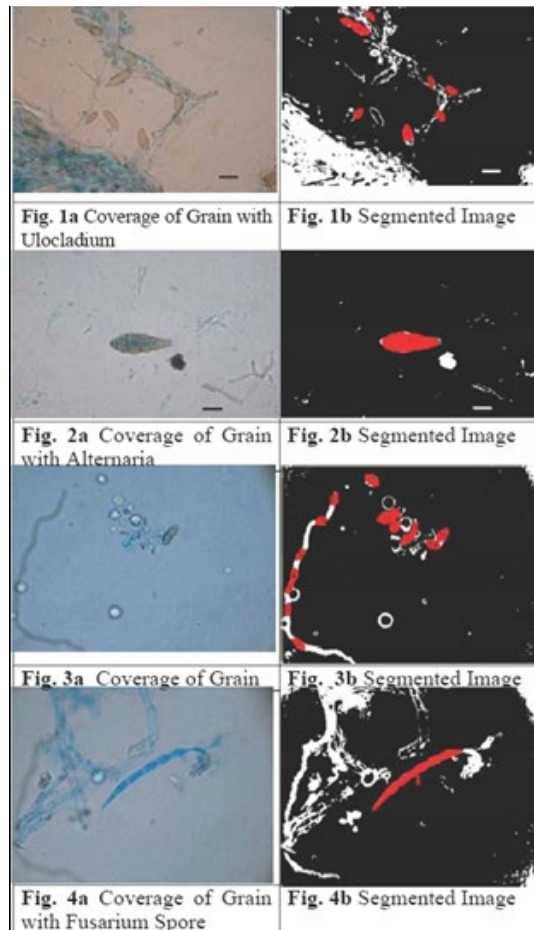 Fig. 1a Coverage of Grain with
Ulocladium
Fig. 1b Segmented Image
Fig. 2a Coverage of Grain
with Alternaria
Fig. 2b Segmented Image
Fig. 3a Coverage of Grain
Fig. 3b Segmented Image
Fig. 4a Coverage of Grain
with Fusarium Spore
Fig. 4b Segmented Image